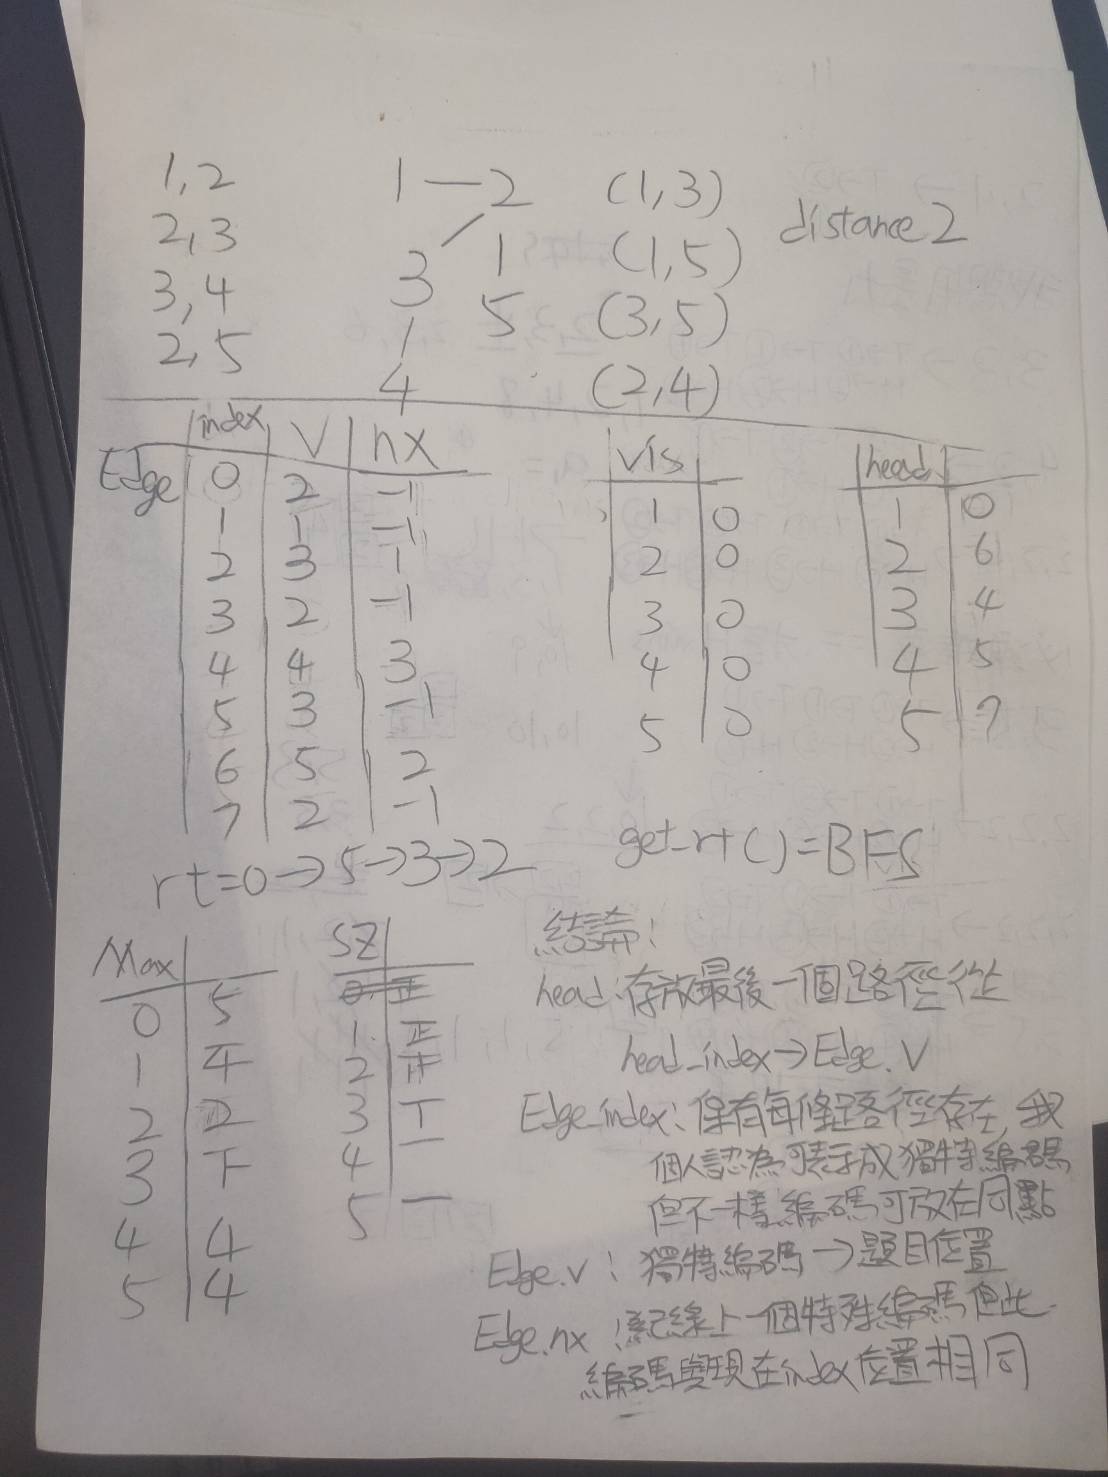 1,2
2,3
3,4
2,5
1 — 2
3
5
4
(1,3)
(1,5)
(3,5)
(2,4)
distance 2
Edge index V nx
0 2 -1
1 1 -1
2 3 1
3 2 -1
4 4 3
5 3 -1
6 5 2
7 2 -1
vis
1 0
2 0
3 0
4 0
5 0
head
1 0
2 6
3 4
4 5
5 7
rt=0→5→3→2
get_rt()=BFS
Max
0 5
1
2
3
4 4
5 4
SZ
1 正
2
3
4 一
5 一
結論:
head:存放最後一個路徑從
head_index→Edge.V
Edge_index:保有每條路徑存在,我
個人認為可表示成獨特編碼
但不一樣編碼可放在同點
Edge.v:獨特編碼→題目位置
Edge.nx:紀錄上一個特殊編碼但此
編碼與現在index位置相同